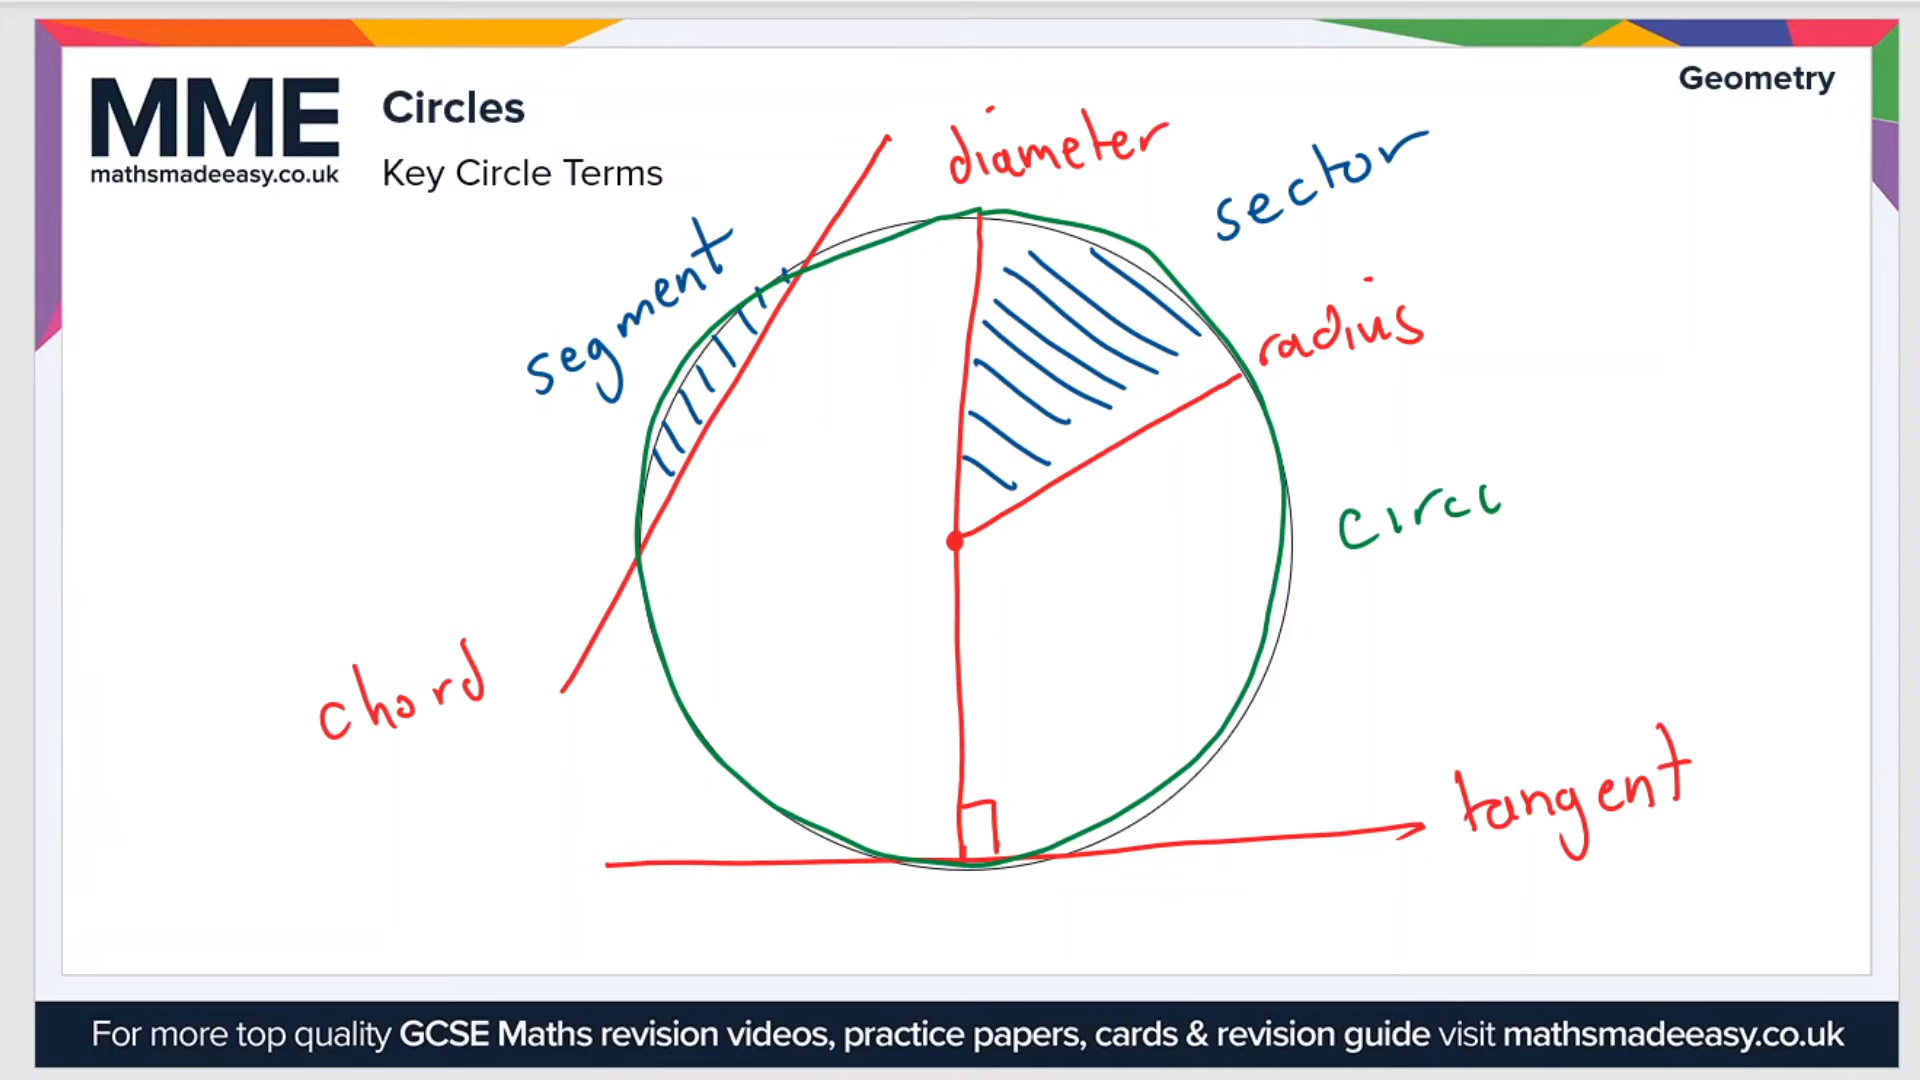 MME
mathsmadeeasy.co.uk
Circles
Key Circle Terms
Geometry
diameter
sector
segment
radius
circu
chord
tangent
For more top quality GCSE Maths revision videos, practice papers, cards & revision guide visit mathsmadeeasy.co.uk